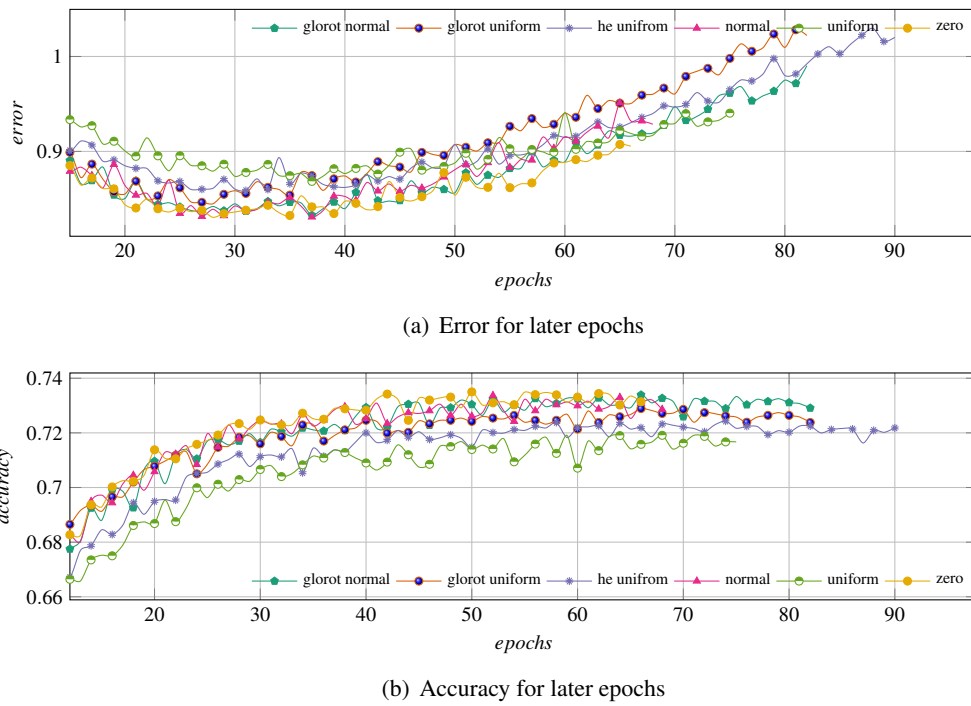 glorot normal glorot uniform he unifrom normal uniform zero
1
0.9
error
20 30 40 50 60 70 80 90
epochs
(a) Error for later epochs
0.74
0.72
0.7
0.68
0.66
accuracy
glorot normal glorot uniform he unifrom normal uniform zero
20 30 40 50 60 70 80 90
epochs
(b) Accuracy for later epochs